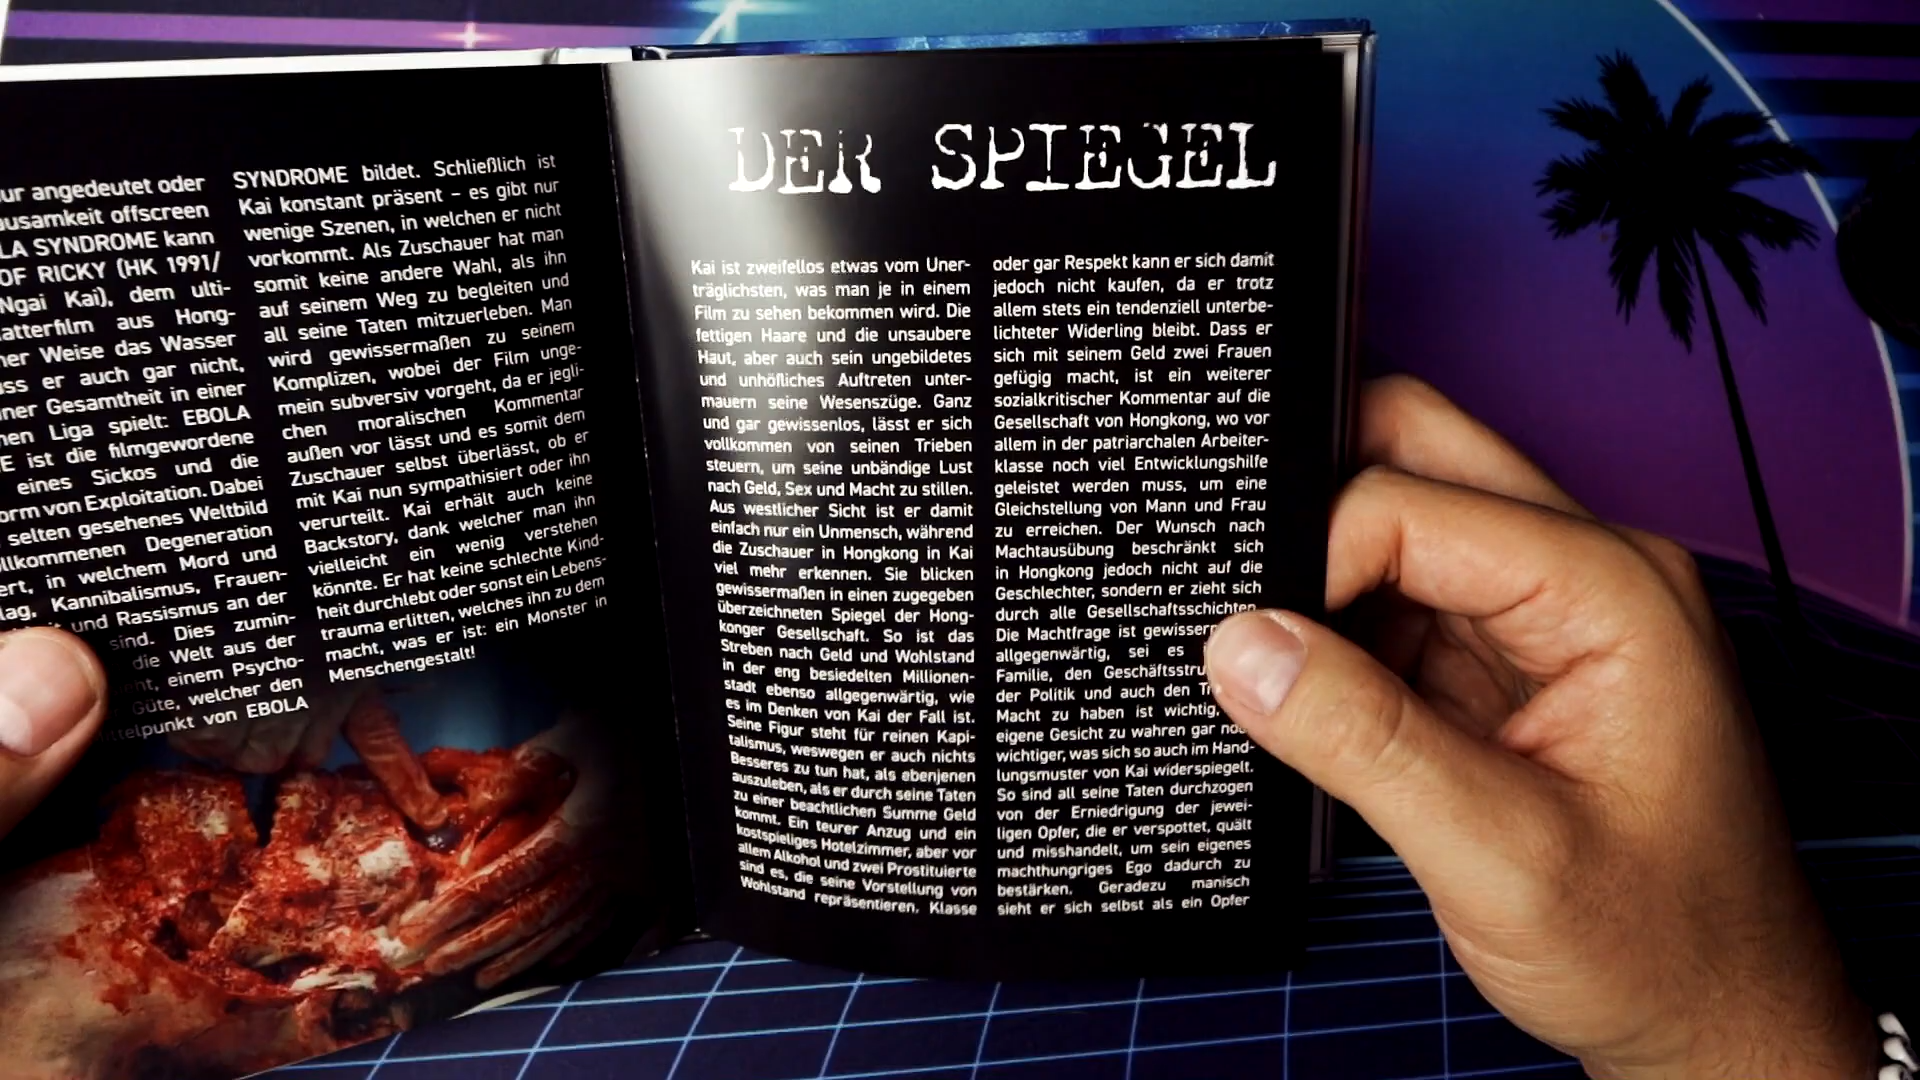 ur angedeutet oder
ausamkeit offscreen
LA SYNDROME kann
OF RICKY (HK 1991/
Ngai Kai), dem ulti-
latterfilm aus Hong-
ner Weise das Wasser
ass er auch gar nicht,
iner Gesamtheit in einer
nen Liga spielt: EBOLA
E ist die filmgewordene
eines Sickos und die
orm von Exploitation. Dabei
selten gesehenes Weltbild
llkommenen Degeneration
ert, in welchem Mord und
lag, Kannibalismus, Frauen-
und Rassismus an der
sind. Dies zumin-
die Welt aus der
einem Psycho-
Güte, welcher den
ttelpunkt von EBOLA
SYNDROME bildet. Schließlich ist
Kai konstant präsent – es gibt nur
wenige Szenen, in welchen er nicht
vorkommt. Als Zuschauer hat man
somit keine andere Wahl, als ihn
auf seinem Weg zu begleiten und
all seine Taten mitzuerleben. Man
wird gewissermaßen zu seinem
Komplizen, wobei der Film unge-
mein subversiv vorgeht, da er jegli-
chen moralischen Kommentar
außen vor lässt und es somit dem
Zuschauer selbst überlässt, ob er
mit Kai nun sympathisiert oder ihn
verurteilt. Kai erhält auch keine
Backstory, dank welcher man ihn
vielleicht ein wenig verstehen
könnte. Er hat keine schlechte Kind-
heit durchlebt oder sonst ein Lebens-
trauma erlitten, welches ihn zu dem
macht, was er ist: ein Monster in
Menschengestalt!
DER SPIEGEL
Kai ist zweifellos etwas vom Uner-
träglichsten, was man je in einem
Film zu sehen bekommen wird. Die
fettigen Haare und die unsaubere
Haut, aber auch sein ungebildetes
und unhöfliches Auftreten unter-
mauern seine Wesenszüge. Ganz
und gar gewissenlos, lässt er sich
vollkommen von seinen Trieben
steuern, um seine unbändige Lust
nach Geld, Sex und Macht zu stillen.
Aus westlicher Sicht ist er damit
einfach nur ein Unmensch, während
die Zuschauer in Hongkong in Kai
viel mehr erkennen. Sie blicken
gewissermaßen in einen zugegeben
überzeichneten Spiegel der Hong-
konger Gesellschaft. So ist das
Streben nach Geld und Wohlstand
in der eng besiedelten Millionen-
stadt ebenso allgegenwärtig, wie
es im Denken von Kai der Fall ist.
Seine Figur steht für reinen Kapi-
talismus, weswegen er auch nichts
Besseres zu tun hat, als ebenjenen
auszuleben, als er durch seine Taten
zu einer beachtlichen Summe Geld
kommt. Ein teurer Anzug und ein
kostspieliges Hotelzimmer, aber vor
allem Alkohol und zwei Prostituierte
sind es, die seine Vorstellung von
Wohlstand repräsentieren. Klasse
oder gar Respekt kann er sich damit
jedoch nicht kaufen, da er trotz
allem stets ein tendenziell unterbe-
lichteter Widerling bleibt. Dass er
sich mit seinem Geld zwei Frauen
gefügig macht, ist ein weiterer
sozialkritischer Kommentar auf die
Gesellschaft von Hongkong, wo vor
allem in der patriarchalen Arbeiter-
klasse noch viel Entwicklungshilfe
geleistet werden muss, um eine
Gleichstellung von Mann und Frau
zu erreichen. Der Wunsch nach
Machtausübung beschränkt sich
in Hongkong jedoch nicht auf die
Geschlechter, sondern er zieht sich
durch alle Gesellschaftsschichten.
Die Machtfrage ist gewisser
allgegenwärtig, sei es
Familie, den Geschäftsstru
der Politik und auch den
Macht zu haben ist wichtig,
eigene Gesicht zu wahren gar
wichtiger, was sich so auch im Hand-
lungsmuster von Kai widerspiegelt.
So sind all seine Taten durchzogen
von der Erniedrigung der jewei-
ligen Opfer, die er verspottet, quält
und misshandelt, um sein eigenes
machthungriges Ego dadurch zu
bestärken. Geradezu manisch
sieht er sich selbst als ein Opfer